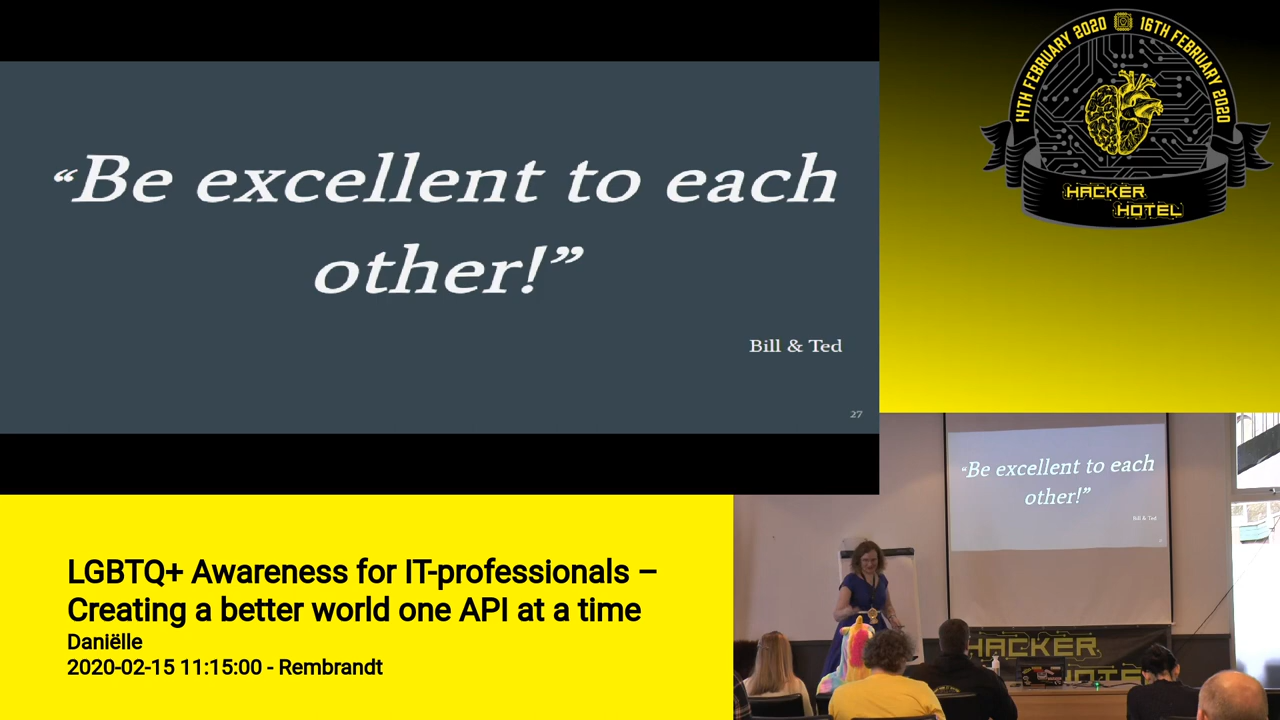 “Be excellent to each
other!”
Bill & Ted
27
14TH FEBRUARY 2020
16TH FEBRUARY 2020
HACKER
HOTEL
“Be excellent to each
other!”
Bill & Ted
HACKER
LGBTQ+ Awareness for IT-professionals –
Creating a better world one API at a time
Daniëlle
2020-02-15 11:15:00 - Rembrandt